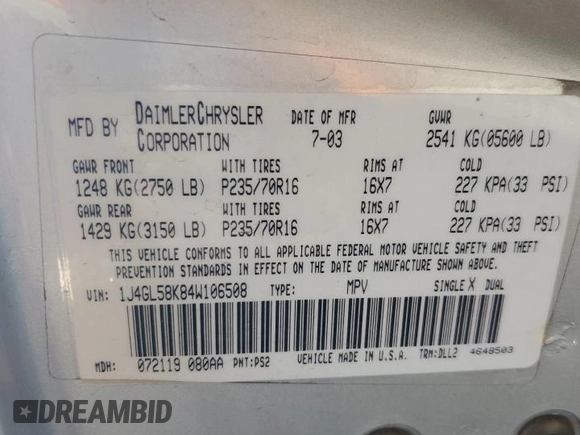 MFD BY DAIMLERCHRYSLER CORPORATION DATE OF MFR 7-03 GVWR 2541 KG(05600 LB)
GAWR FRONT WITH TIRES RIMS AT COLD
1248 KG(2750 LB) P235/70R16 16X7 227 KPA(33 PSI)
GAWR REAR WITH TIRES RIMS AT COLD
1429 KG(3150 LB) P235/70R16 16X7 227 KPA(33 PSI)
THIS VEHICLE CONFORMS TO ALL APPLICABLE FEDERAL MOTOR VEHICLE SAFETY AND THEFT
PREVENTION STANDARDS IN EFFECT ON THE DATE OF MANUFACTURE SHOWN ABOVE.
VIN: 1J4GL58K84W106508 TYPE: MPV SINGLE X DUAL
MDH: 072119 080AA PNT:PS2 VEHICLE MADE IN U.S.A. TRM:DLL2 4648503
DREAMBID